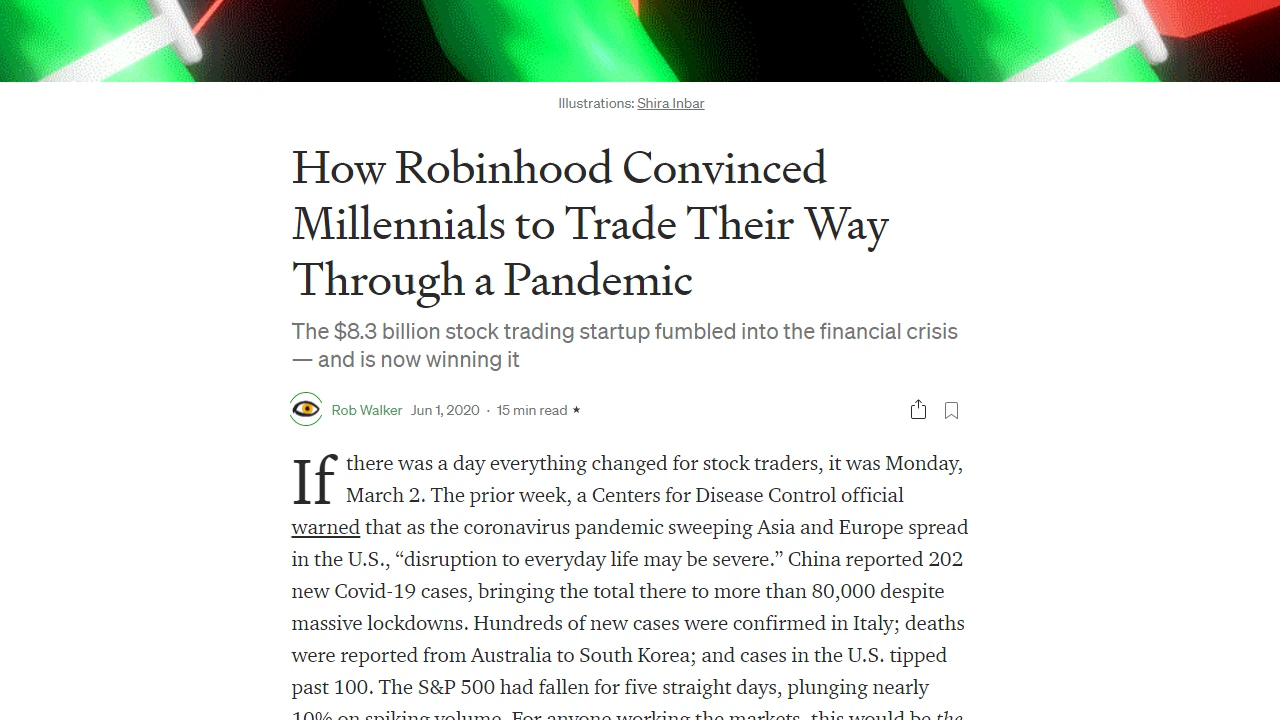 Illustrations: Shira Inbar
How Robinhood Convinced
Millennials to Trade Their Way
Through a Pandemic
The $8.3 billion stock trading startup fumbled into the financial crisis
— and is now winning it
Rob Walker Jun 1, 2020 · 15 min read ★
If there was a day everything changed for stock traders, it was Monday,
March 2. The prior week, a Centers for Disease Control official
warned that as the coronavirus pandemic sweeping Asia and Europe spread
in the U.S., “disruption to everyday life may be severe.” China reported 202
new Covid-19 cases, bringing the total there to more than 80,000 despite
massive lockdowns. Hundreds of new cases were confirmed in Italy; deaths
were reported from Australia to South Korea; and cases in the U.S. tipped
past 100. The S&P 500 had fallen for five straight days, plunging nearly
10% on spiking volume. For anyone working the markets, this would be the